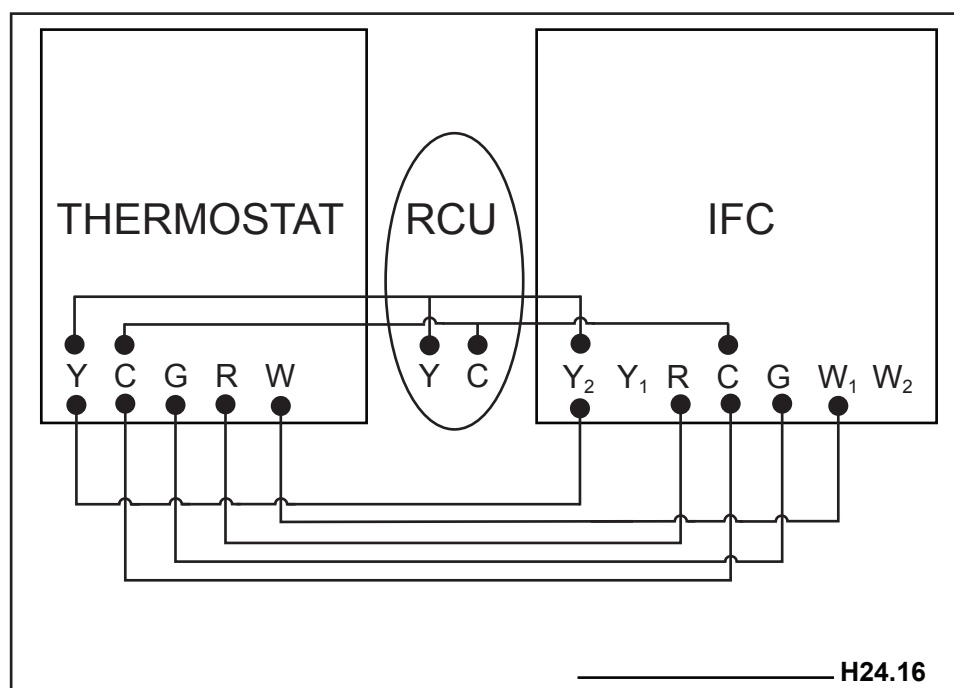 THERMOSTAT RCU IFC
Y C G R W Y C Y₂ Y₁ R C G W₁ W₂
H24.16